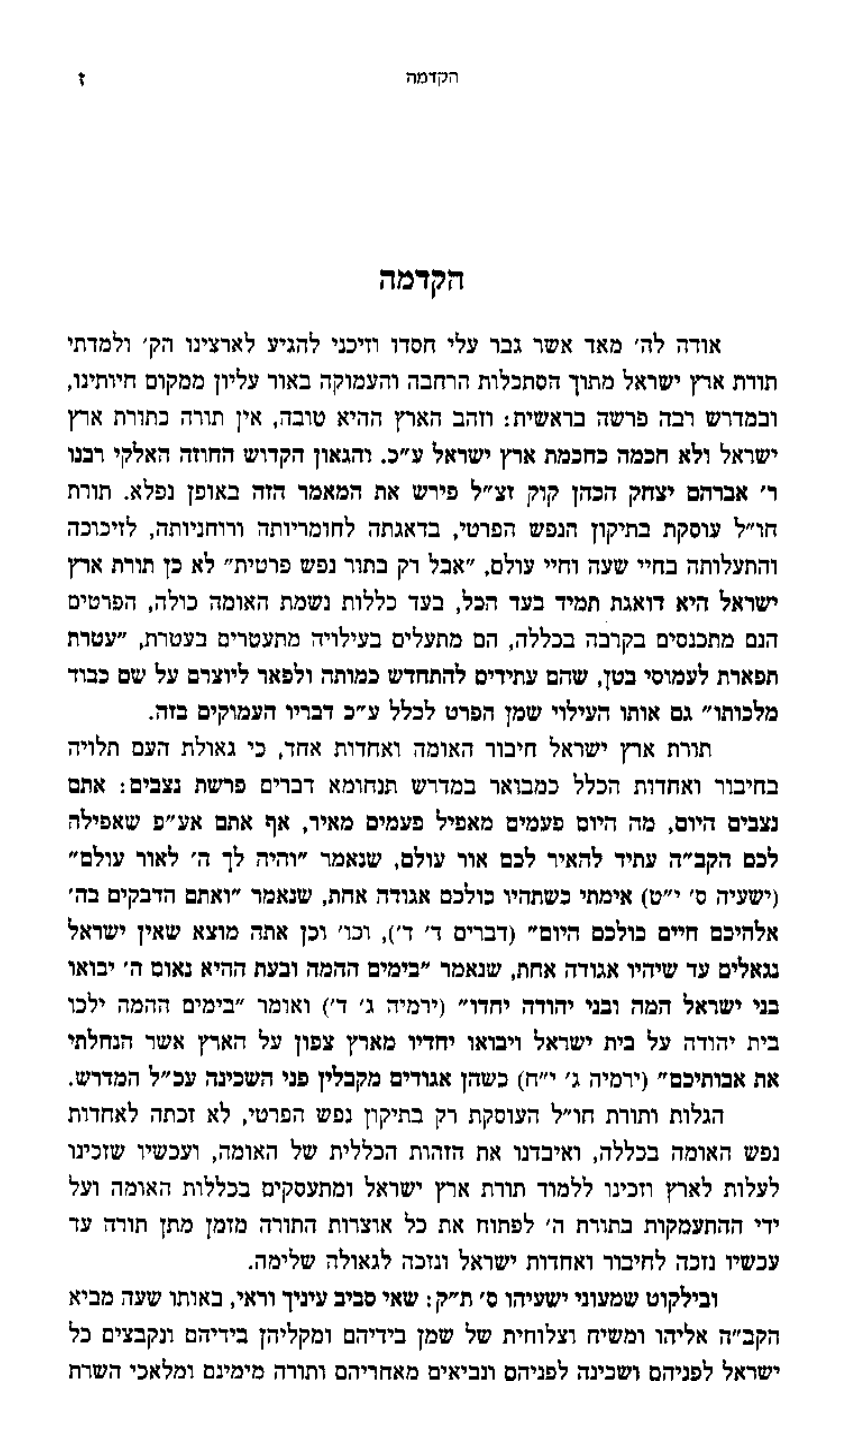 הקדמה
ז
הקדמה
אודה לה׳ מאד אשר גבר עלי חסדו וזיכני להגיע לארצינו הק׳ ולמדתי
תורת ארץ ישראל מתוך הסתכלות הרחבה והעמוקה באור עליון ממקום חיותינו,
ובמדרש רבה פרשה בראשית: וזהב הארץ ההיא טובה, אין תורה כתורת ארץ
ישראל ולא חכמה כחכמת ארץ ישראל ע״כ. והגאון הקדוש החוזה האלקי רבנו
ר׳ אברהם יצחק הכהן קוק זצ״ל פירש את המאמר הזה באופן נפלא. תורת
חו״ל עוסקת בתיקון הנפש הפרטי, בדאגתה לחומריותה ורוחניותה, לזיכוכה
והתעלותה בחיי שעה וחיי עולם, ״אבל רק בתור נפש פרטית״ לא כן תורת ארץ
ישראל היא דואגת תמיד בעד הכל, בעד כללות נשמת האומה כולה, הפרטים
הנם מתכנסים בקרבה בכללה, הם מתעלים בעילויה מתעטרים בעטרת, ״עטרת
תפארת לעמוסי בטן, שהם עתידים להתחדש כמותה ולפאר ליוצרם על שם כבוד
מלכותו״ גם אותו העילוי שמן הפרט לכלל ע״כ דבריו העמוקים בזה.
תורת ארץ ישראל חיבור האומה ואחדות אחד, כי גאולת העם תלויה
בחיבור ואחדות הכלל כמבואר במדרש תנחומא דברים פרשת נצבים: אתם
נצבים היום, מה היום פעמים מאפיל פעמים מאיר, אף אתם אע״פ שאפילה
לכם הקב״ה עתיד להאיר לכם אור עולם, שנאמר ״והיה לך ה׳ לאור עולם״
(ישעיה ס׳ י״ט) אימתי כשתהיו כולכם אגודה אחת, שנאמר ״ואתם הדבקים בה׳
אלהיכם חיים כולכם היום״ (דברים ד׳ ד׳), וכו׳ וכן אתה מוצא שאין ישראל
נגאלים עד שיהיו אגודה אחת, שנאמר ״בימים ההמה ובעת ההיא נאום ה׳ יבואו
בני ישראל המה ובני יהודה יחדו״ (ירמיה ג׳ ד׳) ואומר ״בימים ההמה ילכו
בית יהודה על בית ישראל ויבואו יחדיו מארץ צפון על הארץ אשר הנחלתי
את אבותיכם״ (ירמיה ג׳ י״ח) כשהן אגודים מקבלין פני השכינה עכ״ל המדרש.
הגלות ותורת חו״ל העוסקת רק בתיקון נפש הפרטי, לא זכתה לאחדות
נפש האומה בכללה, ואיבדנו את הזהות הכללית של האומה, ועכשיו שזכינו
לעלות לארץ וזכינו ללמוד תורת ארץ ישראל ומתעסקים בכללות האומה ועל
ידי ההתעמקות בתורת ה׳ לפתוח את כל אוצרות התורה מזמן מתן תורה עד
עכשיו נזכה לחיבור ואחדות ישראל ונזכה לגאולה שלימה.
ובילקוט שמעוני ישעיהו ס׳ ת״ק: שאי סביב עיניך וראי, באותו שעה מביא
הקב״ה אליהו ומשיח וצלוחית של שמן בידיהם ומקליהן בידיהם ונקבצים כל
ישראל לפניהם ושכינה לפניהם ונביאים מאחריהם ותורה מימינם ומלאכי השרת